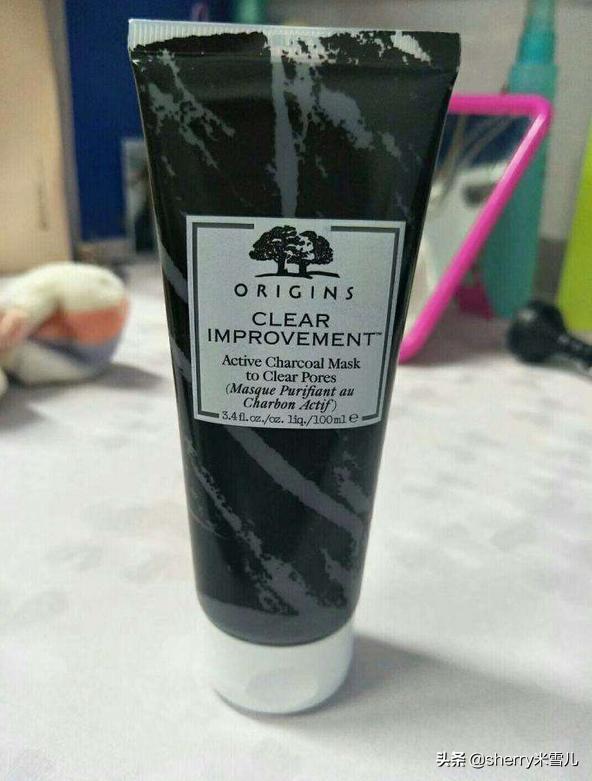 ORIGINS
CLEAR
IMPROVEMENT™
Active Charcoal Mask
to Clear Pores
(Masque Purifiant au
Charbon Actif)
3.4 fl.oz./oz. liq./100ml ℮
头条 @sherry米雪儿